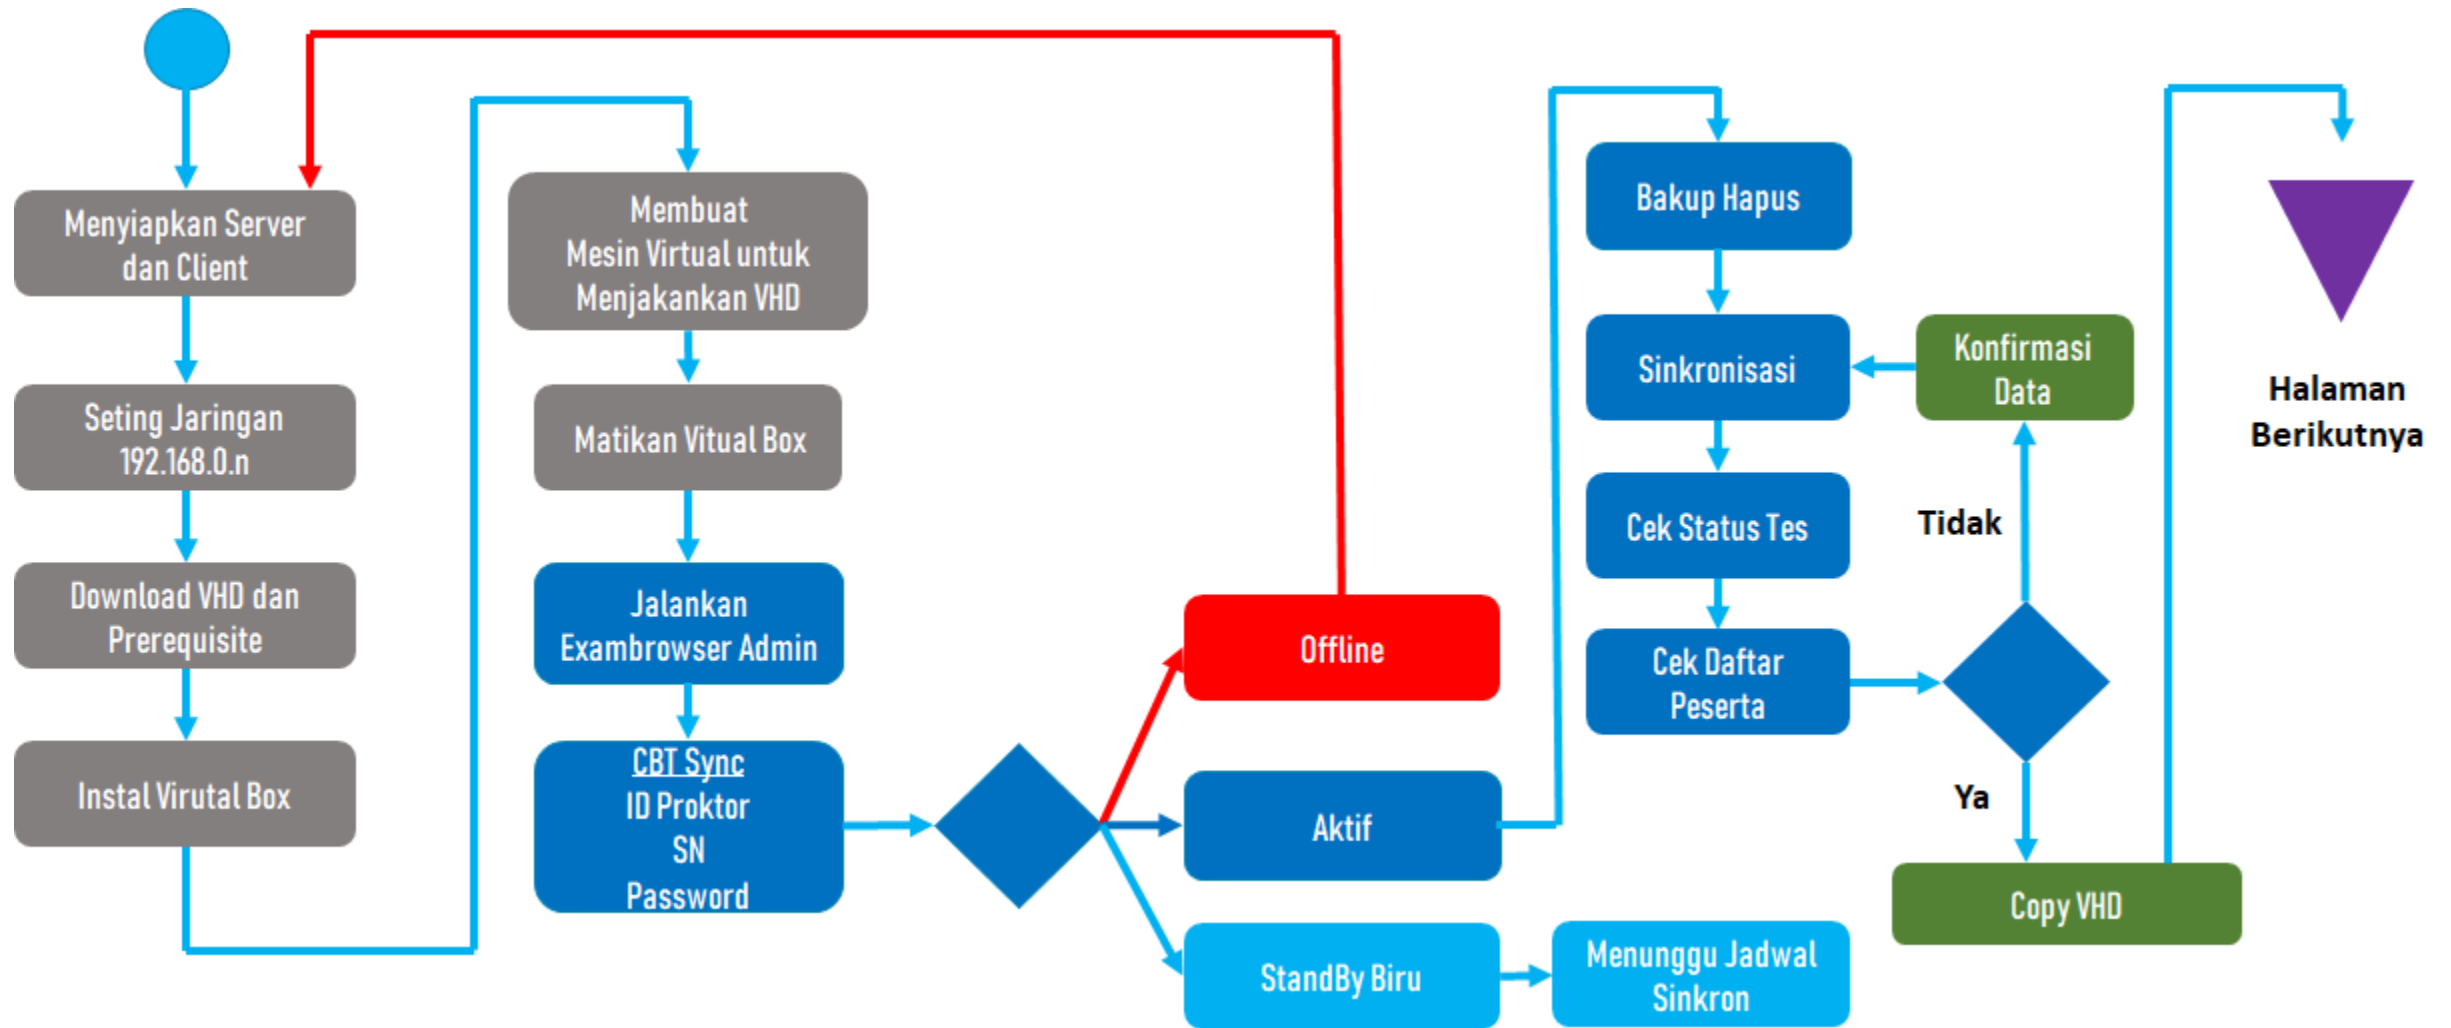 Menyiapkan Server
dan Client
Seting Jaringan
192.168.0.n
Download VHD dan
Prerequisite
Instal Virutal Box
Membuat
Mesin Virtual untuk
Menjakankan VHD
Matikan Vitual Box
Jalankan
Exambrowser Admin
CBT Sync
ID Proktor
SN
Password
Offline
Aktif
StandBy Biru
Menunggu Jadwal
Sinkron
Bakup Hapus
Sinkronisasi
Cek Status Tes
Cek Daftar
Peserta
Konfirmasi
Data
Tidak
Ya
Copy VHD
Halaman
Berikutnya